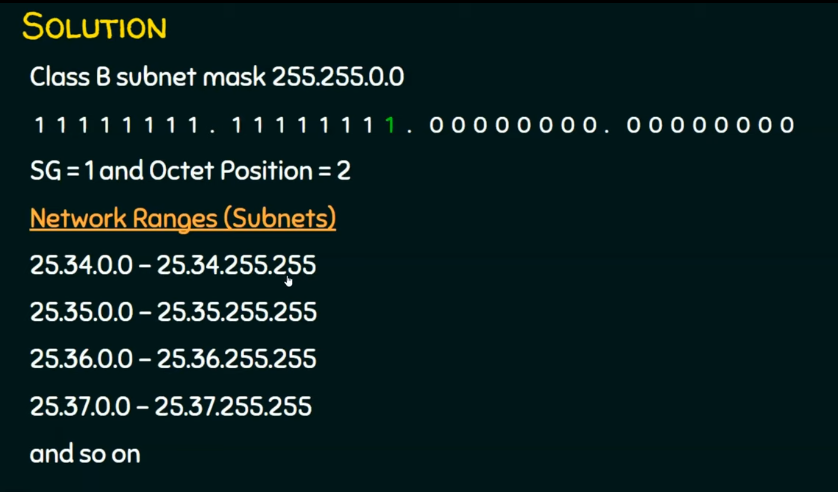 SOLUTION
Class B subnet mask 255.255.0.0
1 1 1 1 1 1 1 1 . 1 1 1 1 1 1 1 1 . 0 0 0 0 0 0 0 0 . 0 0 0 0 0 0 0 0
SG = 1 and Octet Position = 2
Network Ranges (Subnets)
25.34.0.0 – 25.34.255.255
25.35.0.0 – 25.35.255.255
25.36.0.0 – 25.36.255.255
25.37.0.0 – 25.37.255.255
and so on